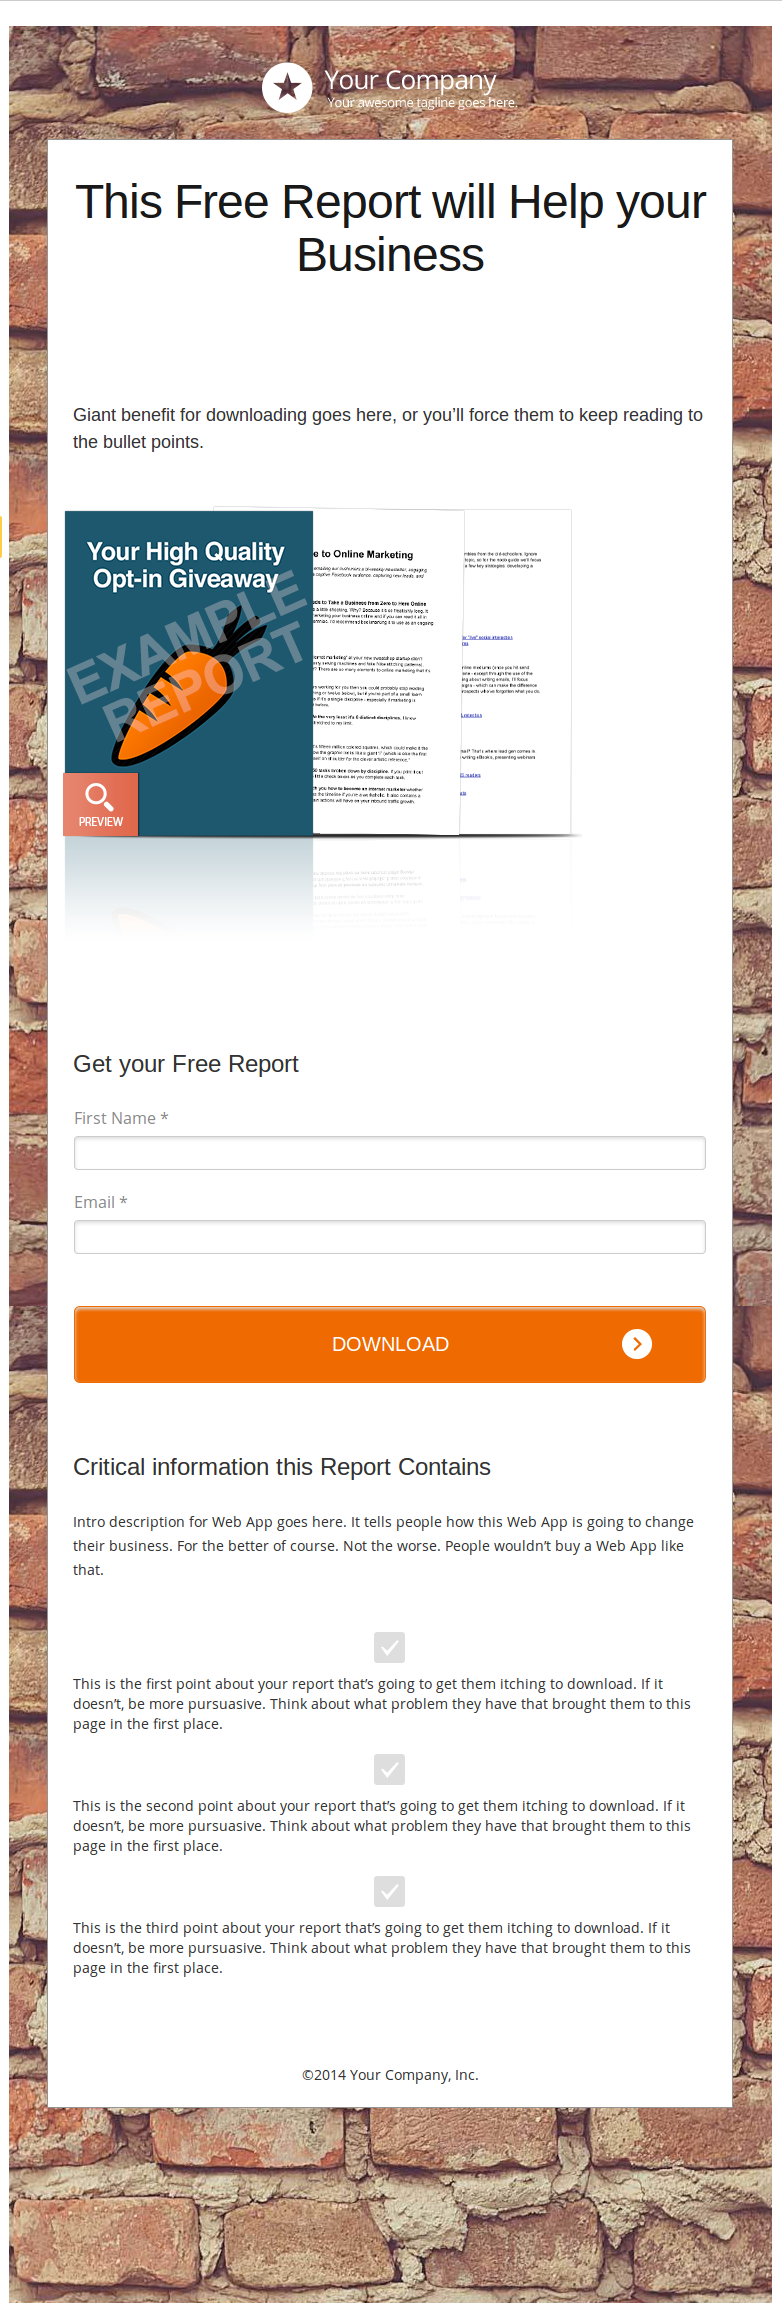 Your Company
Your awesome tagline goes here.
This Free Report will Help your
Business
Giant benefit for downloading goes here, or you’ll force them to keep reading to
the bullet points.
Your High Quality
Opt-in Giveaway
EXAMPLE
REPORT
e to Online Marketing
PREVIEW
Get your Free Report
First Name *
Email *
DOWNLOAD
Critical information this Report Contains
Intro description for Web App goes here. It tells people how this Web App is going to change
their business. For the better of course. Not the worse. People wouldn’t buy a Web App like
that.
This is the first point about your report that’s going to get them itching to download. If it
doesn’t, be more pursuasive. Think about what problem they have that brought them to this
page in the first place.
This is the second point about your report that’s going to get them itching to download. If it
doesn’t, be more pursuasive. Think about what problem they have that brought them to this
page in the first place.
This is the third point about your report that’s going to get them itching to download. If it
doesn’t, be more pursuasive. Think about what problem they have that brought them to this
page in the first place.
©2014 Your Company, Inc.